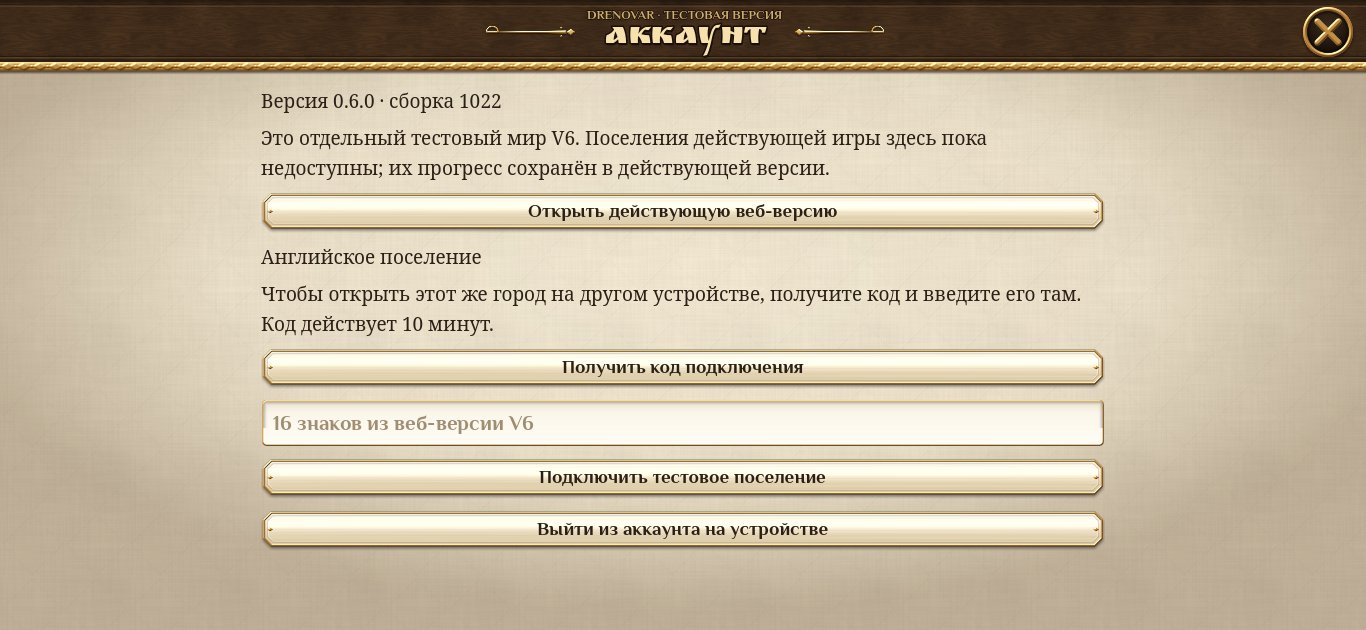 DRENOVAR · ТЕСТОВАЯ ВЕРСИЯ
аккаунт
Версия 0.6.0 · сборка 1022
Это отдельный тестовый мир V6. Поселения действующей игры здесь пока
недоступны; их прогресс сохранён в действующей версии.
Открыть действующую веб-версию
Английское поселение
Чтобы открыть этот же город на другом устройстве, получите код и введите его там.
Код действует 10 минут.
Получить код подключения
16 знаков из веб-версии V6
Подключить тестовое поселение
Выйти из аккаунта на устройстве